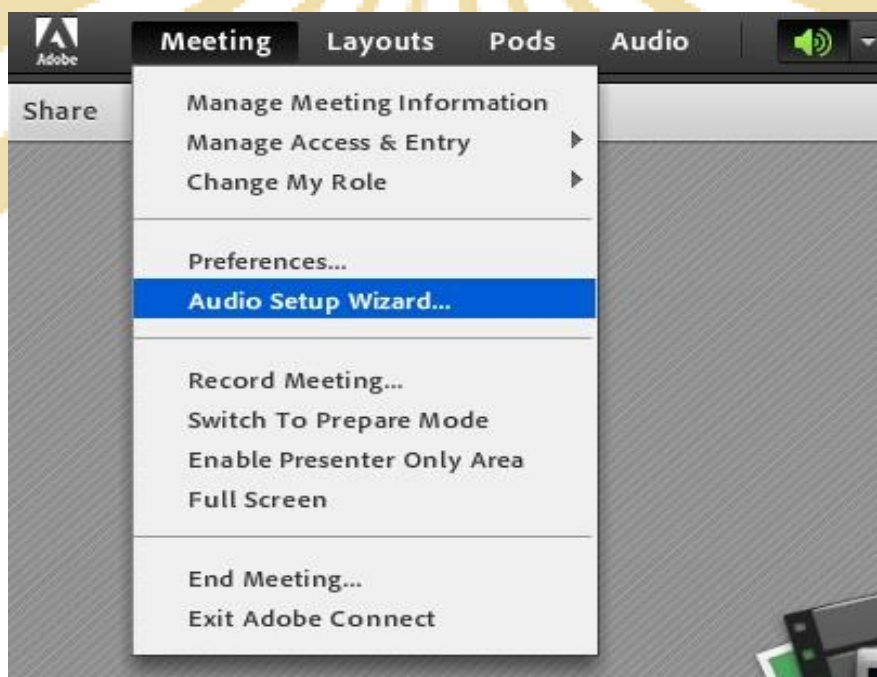 Adobe
Meeting Layouts Pods Audio
Share
Manage Meeting Information
Manage Access & Entry
Change My Role
Preferences...
Audio Setup Wizard...
Record Meeting...
Switch To Prepare Mode
Enable Presenter Only Area
Full Screen
End Meeting...
Exit Adobe Connect